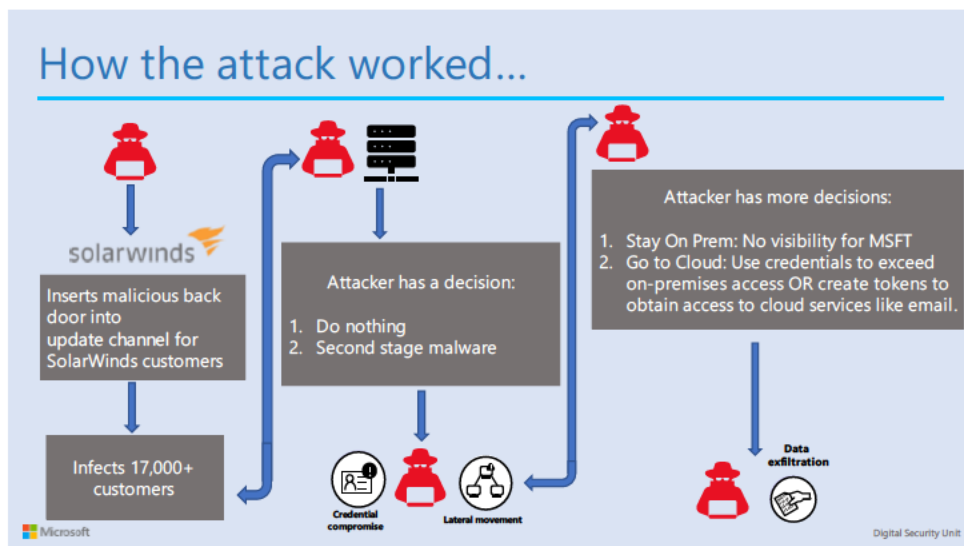 How the attack worked...
solarwinds
Inserts malicious back
door into
update channel for
SolarWinds customers
Infects 17,000+
customers
Attacker has a decision:
1. Do nothing
2. Second stage malware
Credential
compromise
Lateral movement
Attacker has more decisions:
1. Stay On Prem: No visibility for MSFT
2. Go to Cloud: Use credentials to exceed
on-premises access OR create tokens to
obtain access to cloud services like email.
Data
exfiltration
Microsoft
Digital Security Unit